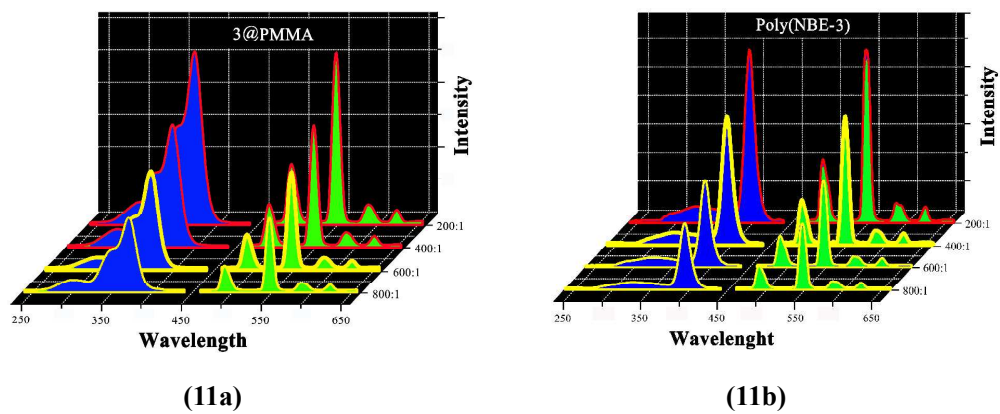 3@PMMA
Intensity
200:1
400:1
600:1
800:1
250
350
450
550
650
Wavelength
(11a)
Poly(NBE-3)
Intensity
200:1
400:1
600:1
800:1
250
350
450
550
650
Wavelenght
(11b)